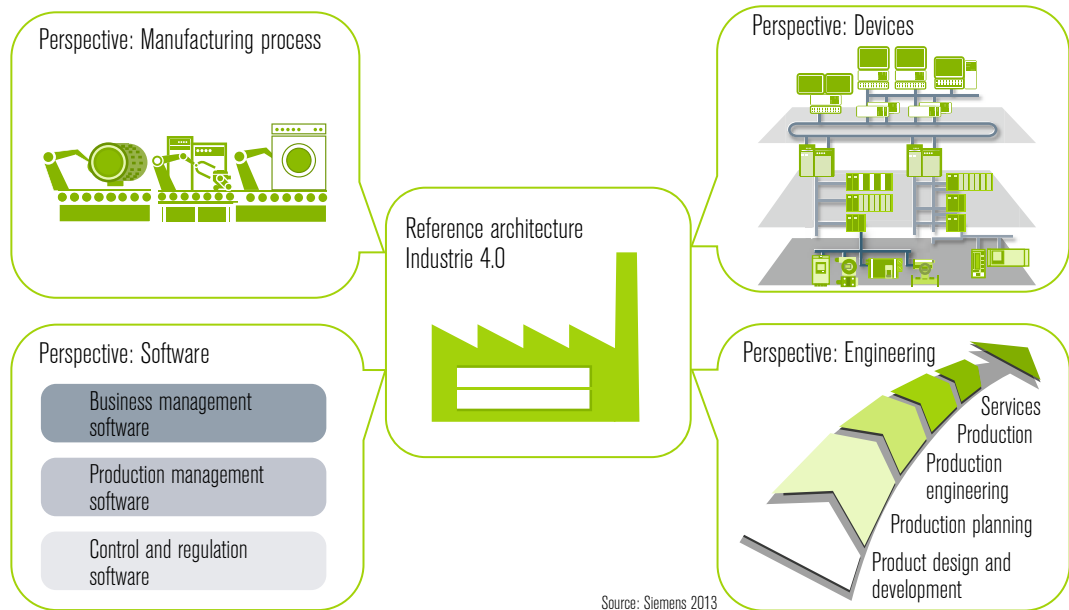 Perspective: Manufacturing process
Perspective: Devices
Reference architecture
Industrie 4.0
Perspective: Software
Business management
software
Production management
software
Control and regulation
software
Perspective: Engineering
Services
Production
Production
engineering
Production planning
Product design and
development
Source: Siemens 2013